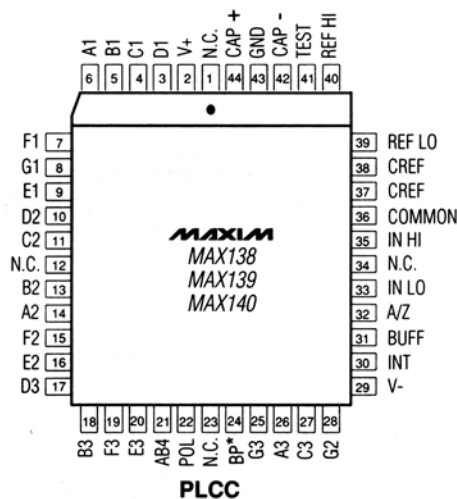 A1 B1 C1 D1 V+ N.C. CAP + GND CAP - TEST REF HI
6 5 4 3 2 1 44 43 42 41 40
F1 7
G1 8
E1 9
D2 10
C2 11
N.C. 12
B2 13
A2 14
F2 15
E2 16
D3 17
MAXIM
MAX138
MAX139
MAX140
39 REF LO
38 CREF
37 CREF
36 COMMON
35 IN HI
34 N.C.
33 IN LO
32 A/Z
31 BUFF
30 INT
29 V-
18 19 20 21 22 23 24 25 26 27 28
B3 F3 E3 AB4 POL N.C. BP* G3 A3 C3 G2
PLCC